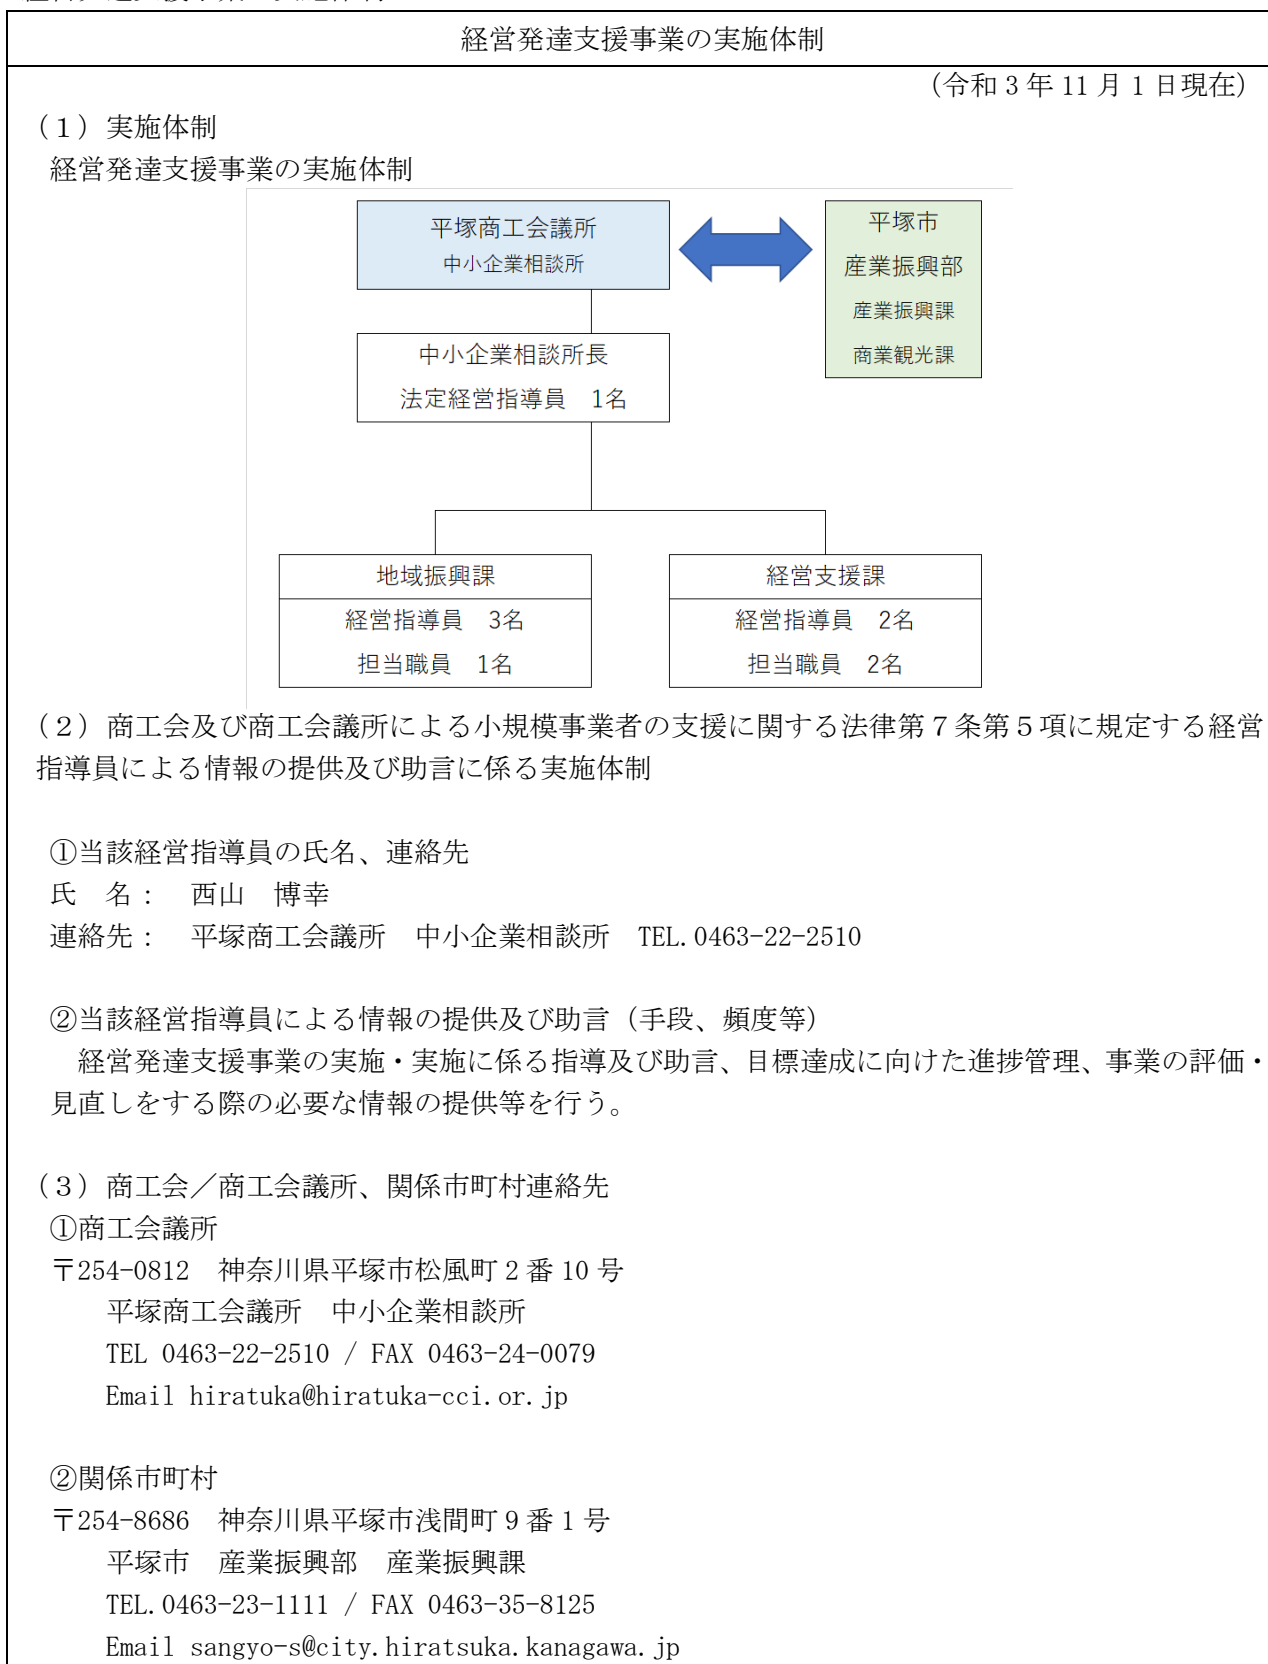 経営発達支援事業の実施体制
（令和 3 年 11 月 1 日現在）
（１）実施体制
経営発達支援事業の実施体制
平塚商工会議所
中小企業相談所
平塚市
産業振興部
産業振興課
商業観光課
中小企業相談所長
法定経営指導員　1名
地域振興課
経営指導員　3名
担当職員　1名
経営支援課
経営指導員　2名
担当職員　2名
（２）商工会及び商工会議所による小規模事業者の支援に関する法律第７条第５項に規定する経営
指導員による情報の提供及び助言に係る実施体制
①当該経営指導員の氏名、連絡先
氏　名：　西山　博幸
連絡先：　平塚商工会議所　中小企業相談所　TEL.0463-22-2510
②当該経営指導員による情報の提供及び助言（手段、頻度等）
経営発達支援事業の実施・実施に係る指導及び助言、目標達成に向けた進捗管理、事業の評価・
見直しをする際の必要な情報の提供等を行う。
（３）商工会／商工会議所、関係市町村連絡先
①商工会議所
〒254-0812　神奈川県平塚市松風町 2 番 10 号
平塚商工会議所　中小企業相談所
TEL 0463-22-2510 / FAX 0463-24-0079
Email hiratuka@hiratuka-cci.or.jp
②関係市町村
〒254-8686　神奈川県平塚市浅間町 9 番 1 号
平塚市　産業振興部　産業振興課
TEL.0463-23-1111 / FAX 0463-35-8125
Email sangyo-s@city.hiratsuka.kanagawa.jp